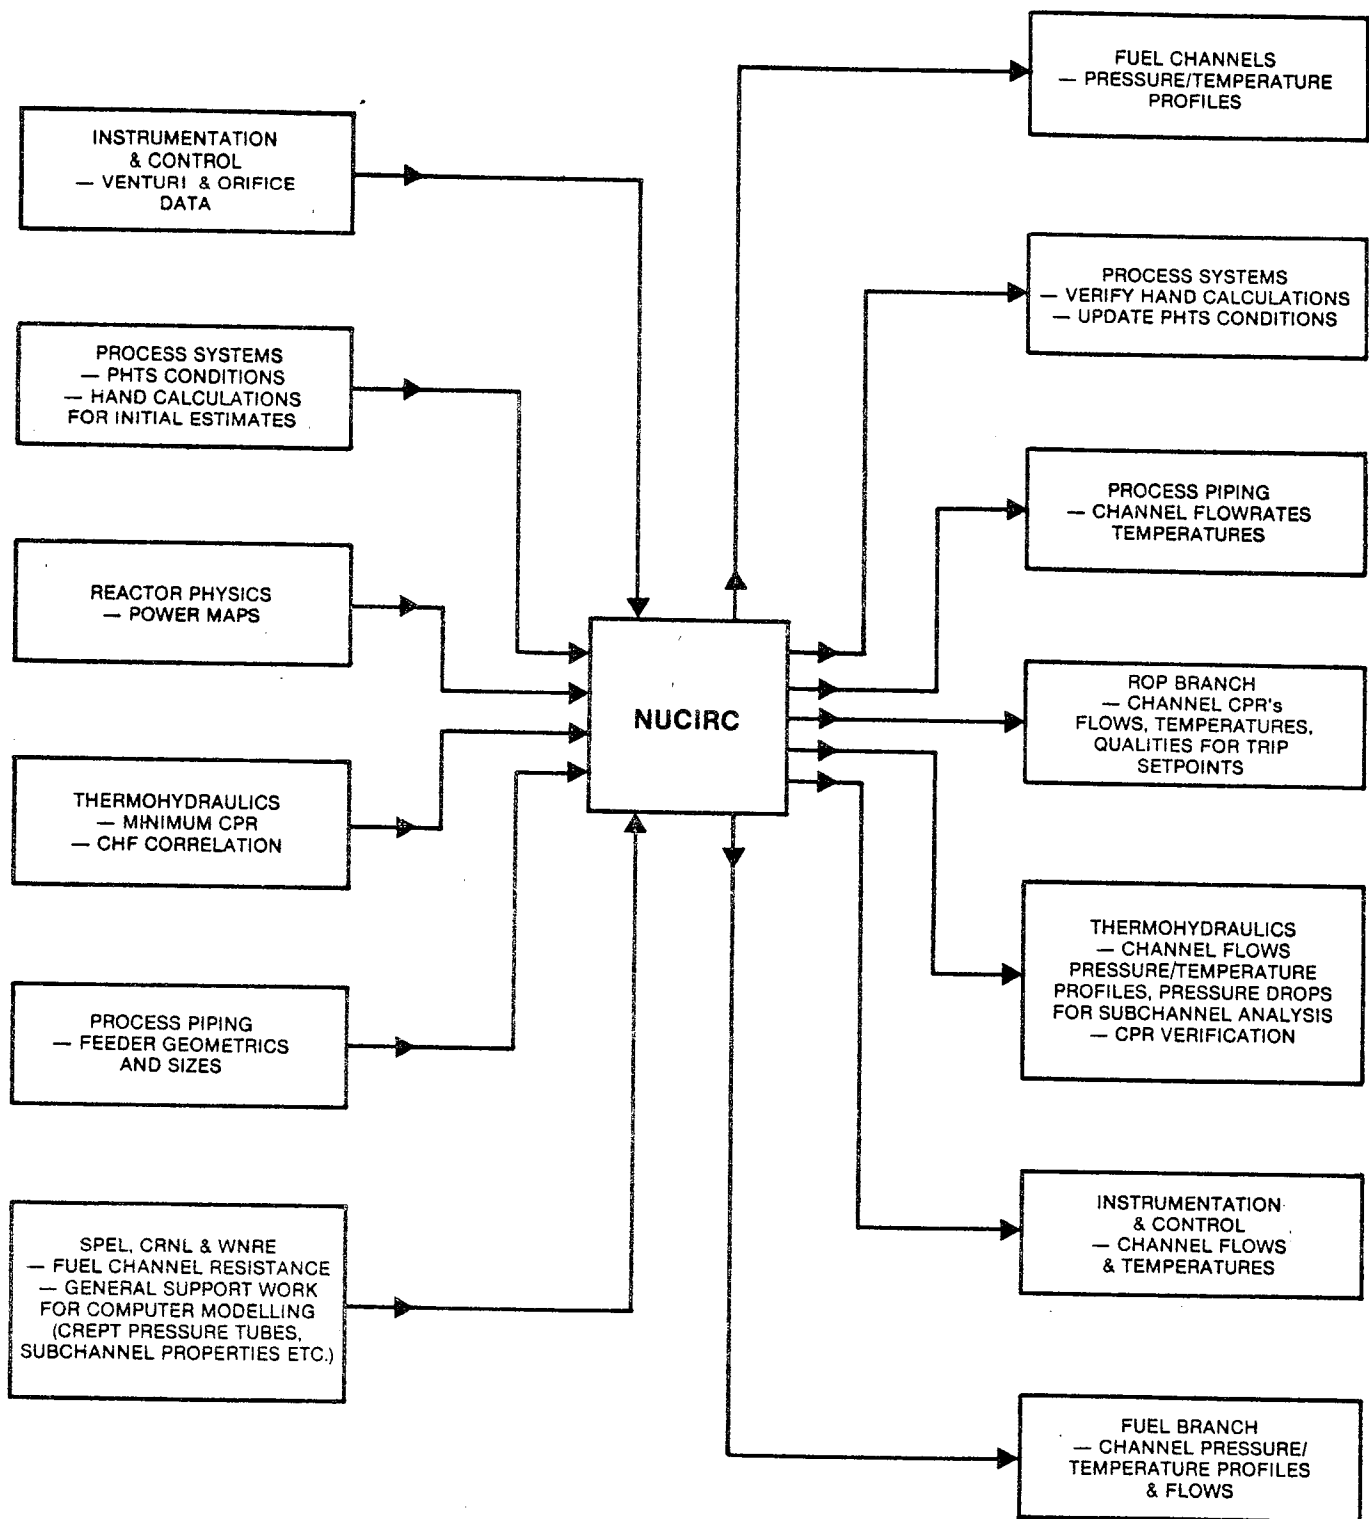 INSTRUMENTATION
& CONTROL
— VENTURI & ORIFICE
DATA
PROCESS SYSTEMS
— PHTS CONDITIONS
— HAND CALCULATIONS
FOR INITIAL ESTIMATES
REACTOR PHYSICS
— POWER MAPS
THERMOHYDRAULICS
— MINIMUM CPR
— CHF CORRELATION
PROCESS PIPING
— FEEDER GEOMETRICS
AND SIZES
SPEL, CRNL & WNRE
— FUEL CHANNEL RESISTANCE
— GENERAL SUPPORT WORK
FOR COMPUTER MODELLING
(CREPT PRESSURE TUBES,
SUBCHANNEL PROPERTIES ETC.)
NUCIRC
FUEL CHANNELS
— PRESSURE/TEMPERATURE
PROFILES
PROCESS SYSTEMS
— VERIFY HAND CALCULATIONS
— UPDATE PHTS CONDITIONS
PROCESS PIPING
— CHANNEL FLOWRATES
TEMPERATURES
ROP BRANCH
— CHANNEL CPR's
FLOWS, TEMPERATURES,
QUALITIES FOR TRIP
SETPOINTS
THERMOHYDRAULICS
— CHANNEL FLOWS
PRESSURE/TEMPERATURE
PROFILES, PRESSURE DROPS
FOR SUBCHANNEL ANALYSIS
— CPR VERIFICATION
INSTRUMENTATION
& CONTROL
— CHANNEL FLOWS
& TEMPERATURES
FUEL BRANCH
— CHANNEL PRESSURE/
TEMPERATURE PROFILES
& FLOWS